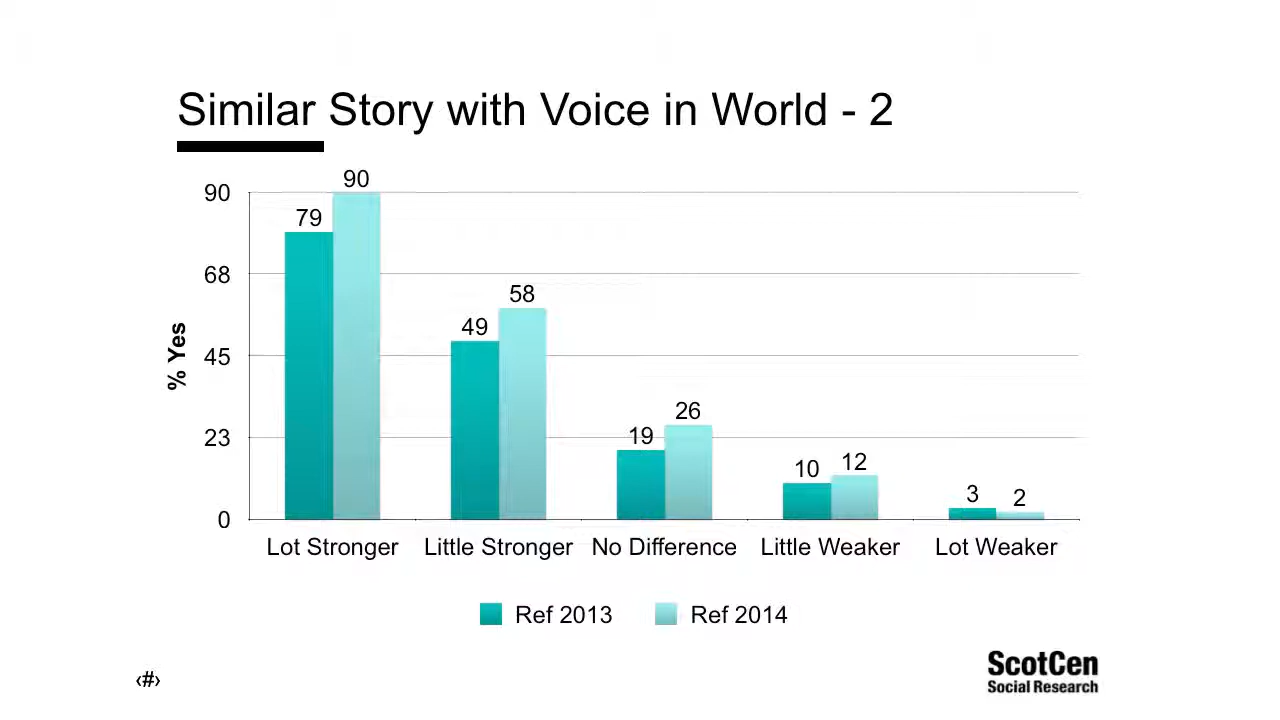 Similar Story with Voice in World - 2
90
68
45
23
0
% Yes
79
90
49
58
19
26
10
12
3
2
Lot Stronger
Little Stronger
No Difference
Little Weaker
Lot Weaker
Ref 2013
Ref 2014
‹#›
ScotCen
Social Research